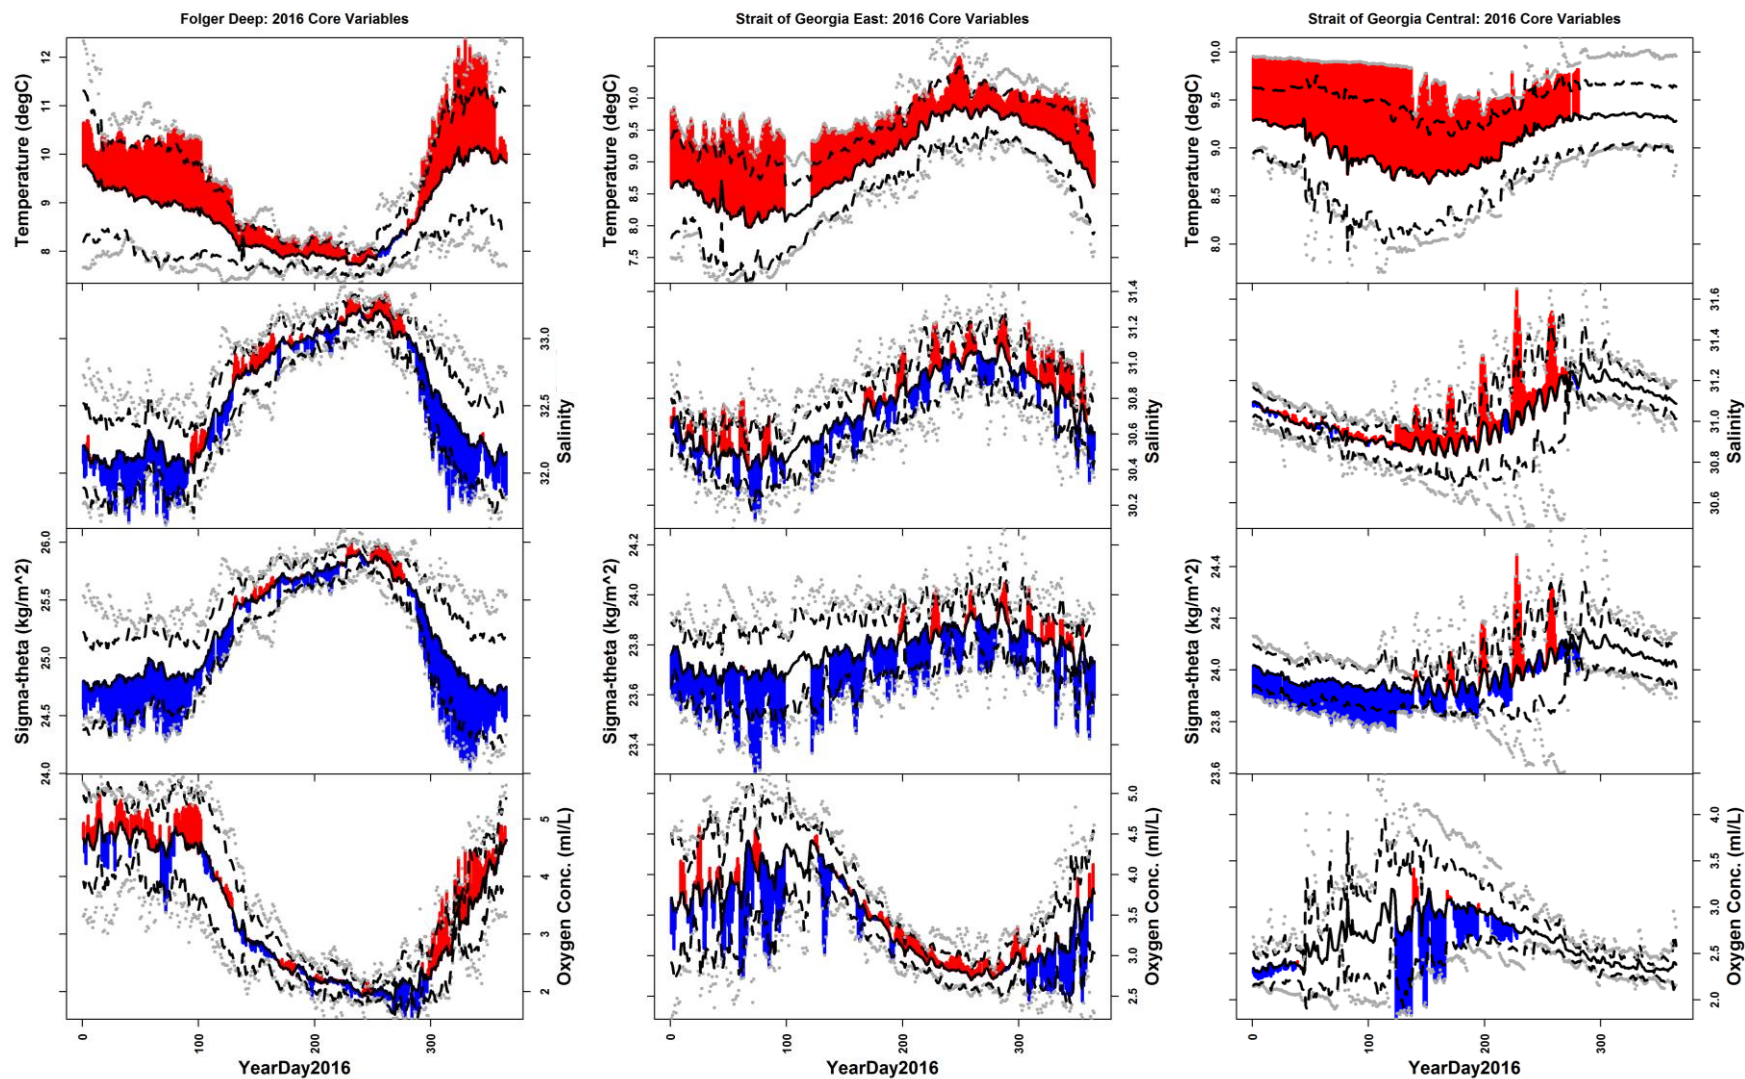 Folger Deep: 2016 Core Variables
Strait of Georgia East: 2016 Core Variables
Strait of Georgia Central: 2016 Core Variables
Temperature (degC)
12
11
10
9
8
Temperature (degC)
10.0
9.5
9.0
8.5
8.0
7.5
Temperature (degC)
10.0
9.5
9.0
8.5
8.0
33.0
32.5
32.0
Salinity
31.4
31.2
31.0
30.8
30.6
30.4
30.2
Salinity
31.6
31.4
31.2
31.0
30.8
30.6
Salinity
Sigma-theta (kg/m^2)
26.0
25.5
25.0
24.5
24.0
Sigma-theta (kg/m^2)
24.2
24.0
23.8
23.6
23.4
Sigma-theta (kg/m^2)
24.4
24.2
24.0
23.8
23.6
5
4
3
2
Oxygen Conc. (ml/L)
5.0
4.5
4.0
3.5
3.0
2.5
Oxygen Conc. (ml/L)
4.0
3.5
3.0
2.5
2.0
Oxygen Conc. (ml/L)
0 100 200 300
0 100 200 300
0 100 200 300
YearDay2016
YearDay2016
YearDay2016